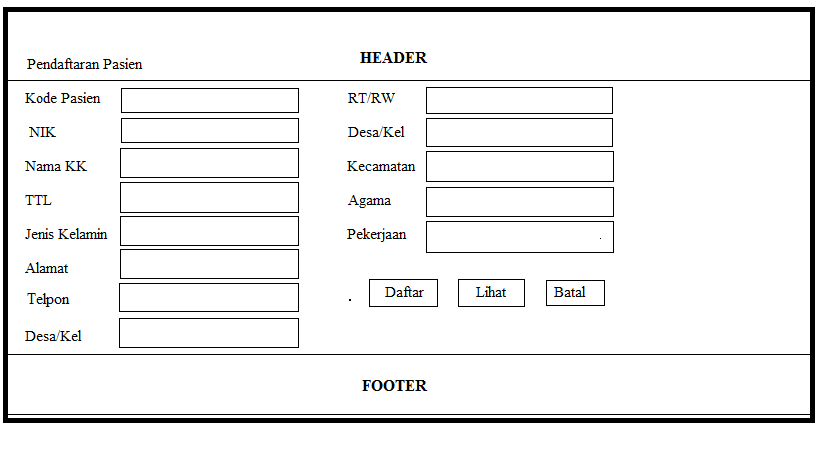 HEADER
Pendaftaran Pasien
Kode Pasien
NIK
Nama KK
TTL
Jenis Kelamin
Alamat
Telpon
Desa/Kel
RT/RW
Desa/Kel
Kecamatan
Agama
Pekerjaan
.
. Daftar Lihat Batal
FOOTER